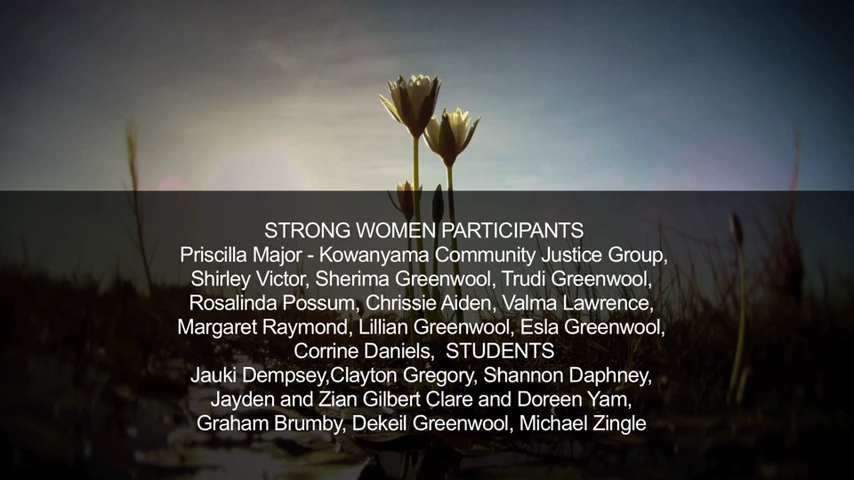 STRONG WOMEN PARTICIPANTS
Priscilla Major - Kowanyama Community Justice Group,
Shirley Victor, Sherima Greenwool, Trudi Greenwool,
Rosalinda Possum, Chrissie Aiden, Valma Lawrence,
Margaret Raymond, Lillian Greenwool, Esla Greenwool,
Corrine Daniels,  STUDENTS
Jauki Dempsey,Clayton Gregory, Shannon Daphney,
Jayden and Zian Gilbert Clare and Doreen Yam,
Graham Brumby, Dekeil Greenwool, Michael Zingle